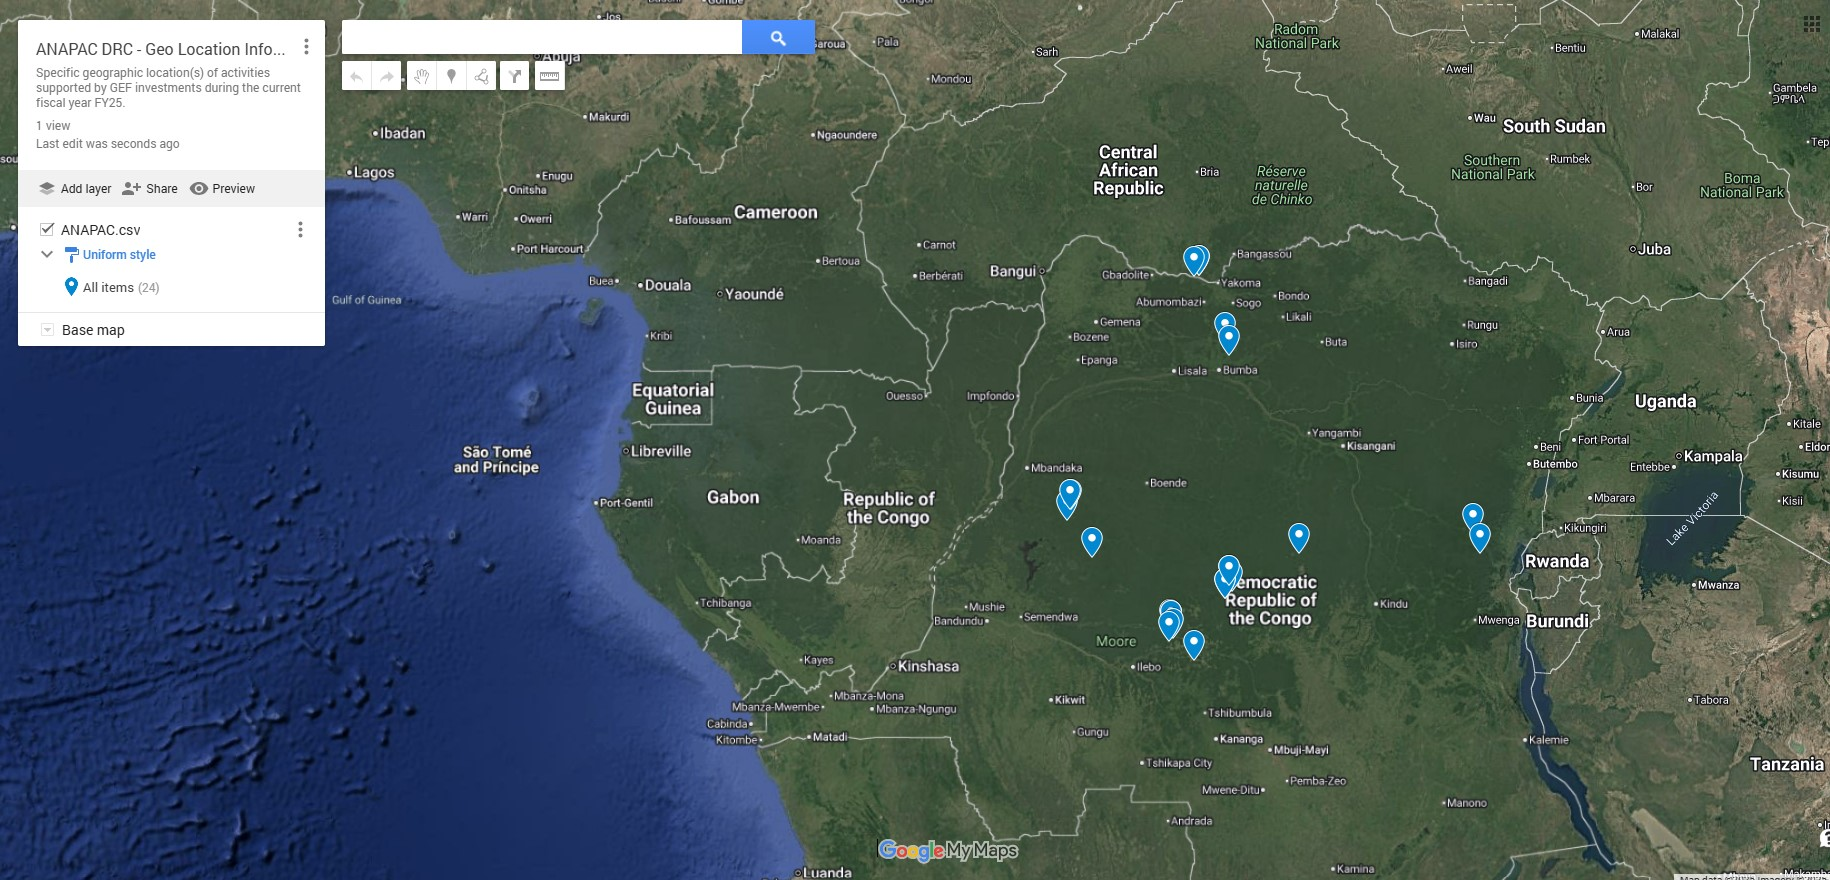 ANAPAC DRC - Geo Location Info...
Specific geographic location(s) of activities
supported by GEF investments during the current
fiscal year FY25.
1 view
Last edit was seconds ago
Add layer
Share
Preview
ANAPAC.csv
Uniform style
All items (24)
Base map
Jos
Garoua
Pala
Sarh
Radom
National Park
Bentiu
Malakal
Abuja
Mondou
Aweil
Gambela
ጋምቤላ
Makurdi
Ibadan
Ngaoundere
Wau
South Sudan
Lagos
Enugu
Onitsha
Central
African
Republic
Bria
Réserve
naturelle
de Chinko
Southern
National Park
Rumbek
Bor
Boma
National Park
Warri
Owerri
Bafoussam
Cameroon
Port Harcourt
Carnot
Bertoua
Berbérati
Bangui
Gbadolite
Bangassou
Yakoma
Juba
Bangadi
Buea
Douala
Yaoundé
Gulf of Guinea
Abumombazi
Sogo
Bondo
Likali
Gemena
Bozene
Kribi
Epanga
Lisala
Bumba
Buta
Rungu
Isiro
Arua
Equatorial
Guinea
Ouesso
Impfondo
Bunia
Uganda
São Tomé
and Príncipe
Libreville
Yangambi
Kisangani
Beni
Fort Portal
Butembo
Entebbe
Kampala
Kitale
Eldor
Kisumu
Port-Gentil
Gabon
Republic of
the Congo
Mbandaka
Boende
Mbarara
Kisii
Moanda
Kikungiri
Lake Victoria
Rwanda
Mwanza
Tchibanga
Mushie
Bandundu
Semendwa
Democratic
Republic of
the Congo
Kindu
Mwenga
Burundi
Moore
Kayes
Kinshasa
Ilebo
Mbanza-Mona
Mbanza-Mwembe
Mbanza-Ngungu
Kikwit
Tabora
Cabinda
Kitombe
Matadi
Gungu
Tshibumbula
Kananga
Mbuji-Mayi
Kalemie
Tshikapa City
Pemba-Zeo
Mwene-Ditu
Tanzania
Manono
Andrada
Google My Maps
Luanda
Kamina